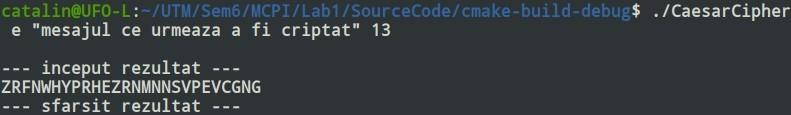 catalin@UFO-L:~/UTM/Sem6/MCPI/Lab1/SourceCode/cmake-build-debug$ ./CaesarCipher
e "mesajul ce urmeaza a fi criptat" 13
--- inceput rezultat ---
ZRFNWHYPRHEZRNMNNSVPEVCGNG
--- sfarsit rezultat ---